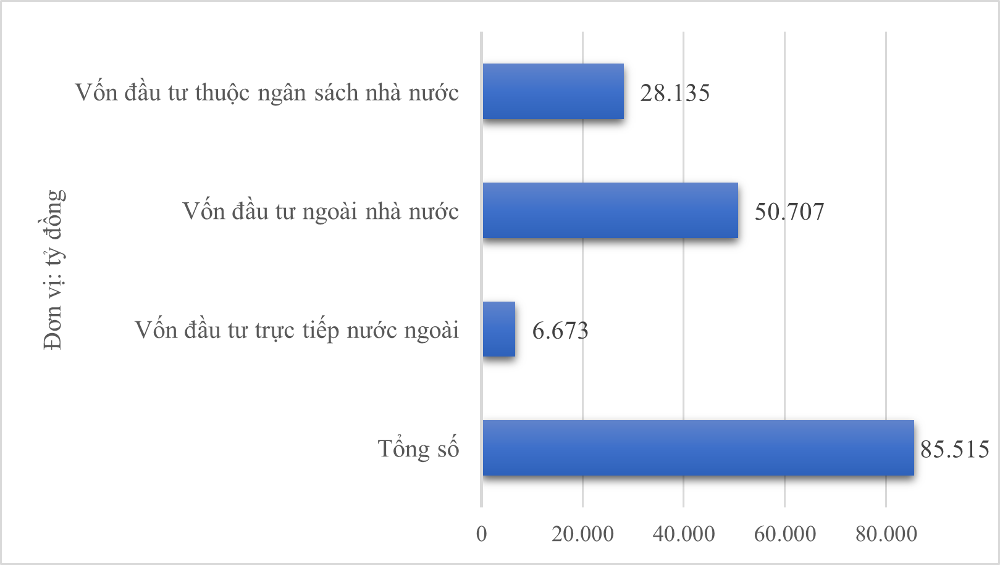 Vốn đầu tư thuộc ngân sách nhà nước
28.135
Vốn đầu tư ngoài nhà nước
50.707
Đơn vị: tỷ đồng
Vốn đầu tư trực tiếp nước ngoài
6.673
Tổng số
85.515
0 20.000 40.000 60.000 80.000